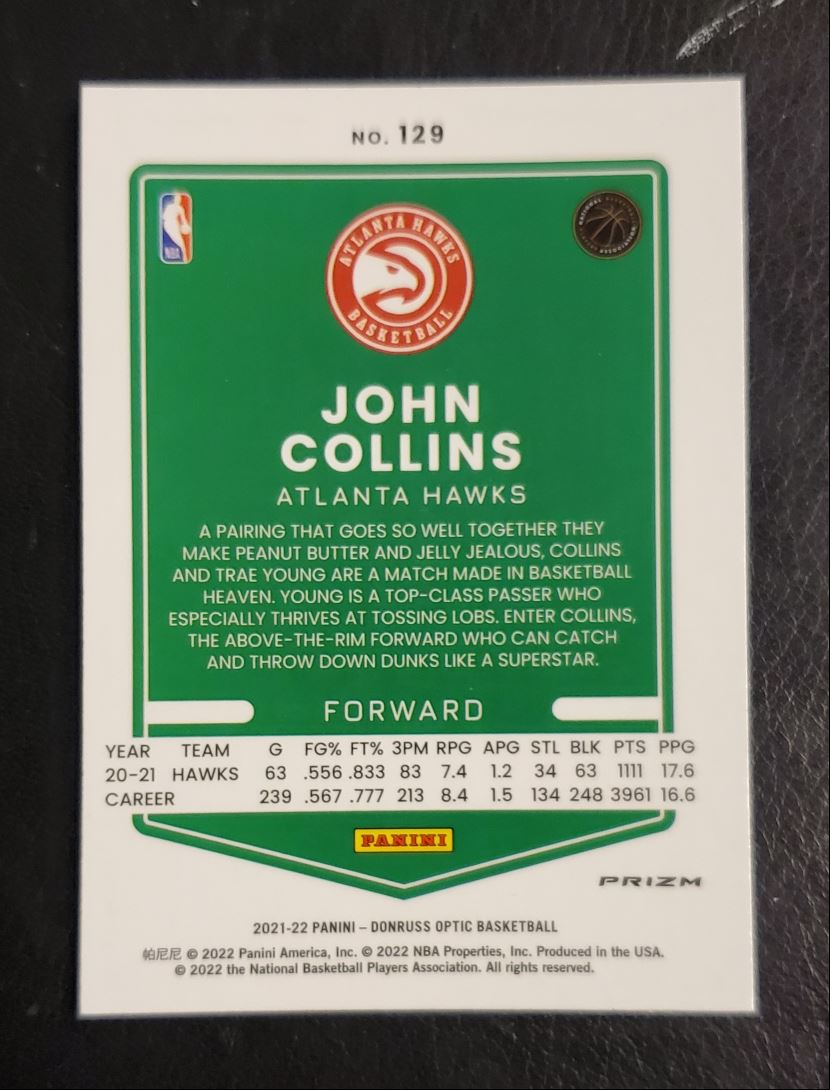 NO. 129
NBA
ATLANTA HAWKS
BASKETBALL
JOHN
COLLINS
ATLANTA HAWKS
A PAIRING THAT GOES SO WELL TOGETHER THEY
MAKE PEANUT BUTTER AND JELLY JEALOUS, COLLINS
AND TRAE YOUNG ARE A MATCH MADE IN BASKETBALL
HEAVEN. YOUNG IS A TOP-CLASS PASSER WHO
ESPECIALLY THRIVES AT TOSSING LOBS. ENTER COLLINS,
THE ABOVE-THE-RIM FORWARD WHO CAN CATCH
AND THROW DOWN DUNKS LIKE A SUPERSTAR.
FORWARD
YEAR TEAM G FG% FT% 3PM RPG APG STL BLK PTS PPG
20-21 HAWKS 63 .556 .833 83 7.4 1.2 34 63 1111 17.6
CAREER 239 .567 .777 213 8.4 1.5 134 248 3961 16.6
PANINI
PRIZM
2021-22 PANINI – DONRUSS OPTIC BASKETBALL
帕尼尼 © 2022 Panini America, Inc. © 2022 NBA Properties, Inc. Produced in the USA.
© 2022 the National Basketball Players Association. All rights reserved.